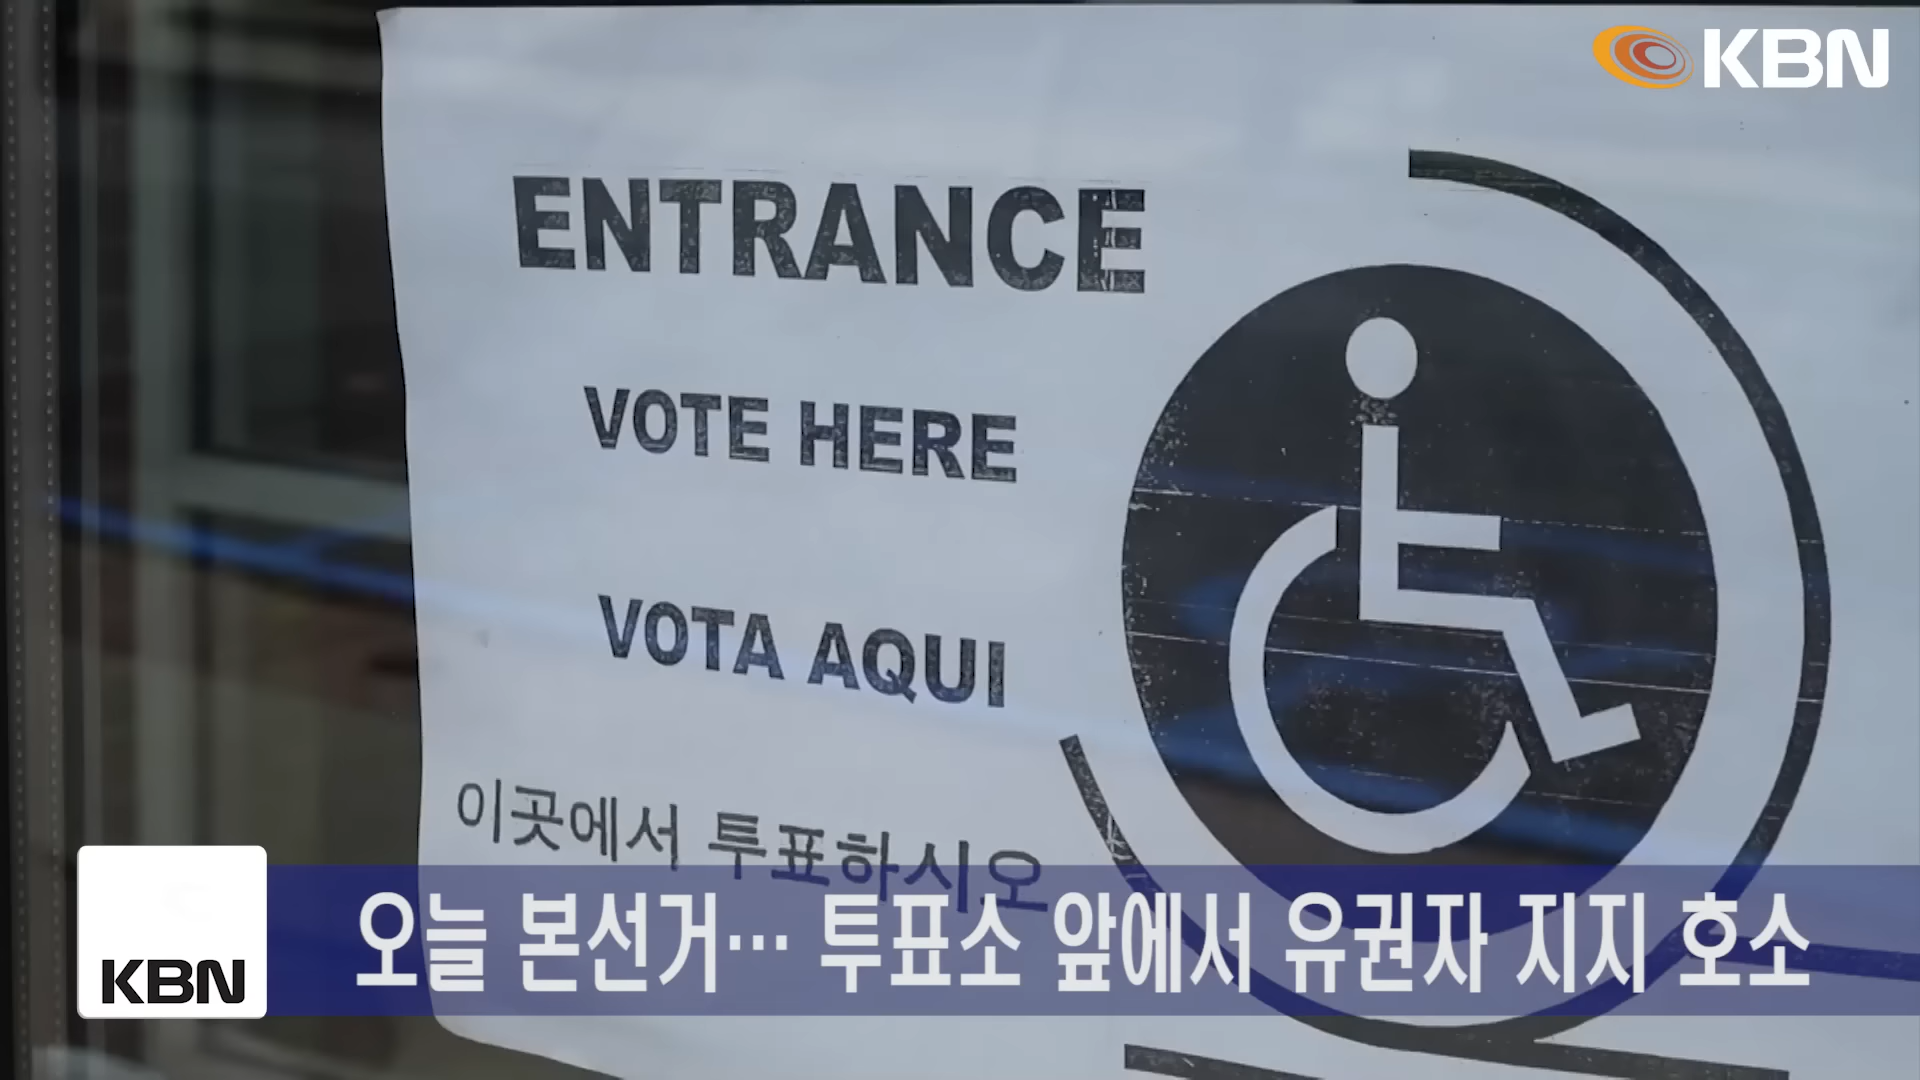 KBN
ENTRANCE
VOTE HERE
VOTA AQUI
이곳에서 투표하시오
KBN
오늘 본선거… 투표소 앞에서 유권자 지지 호소